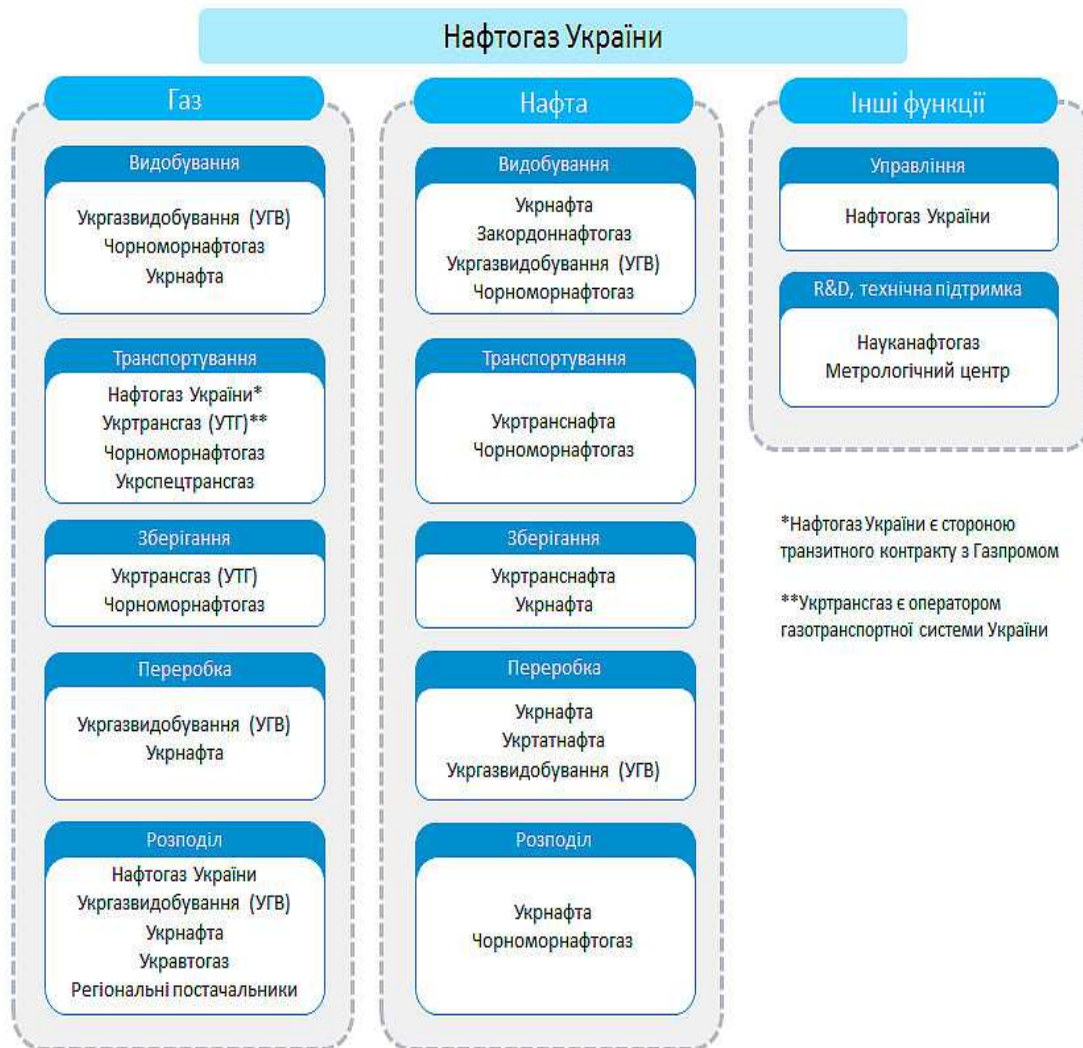 Нафтогаз України
Газ
Видобування
Укргазвидобування (УГВ)
Чорноморнафтогаз
Укрнафта
Транспортування
Нафтогаз України*
Укртрансгаз (УТГ)**
Чорноморнафтогаз
Укрспецтрансгаз
Зберігання
Укртрансгаз (УТГ)
Чорноморнафтогаз
Переробка
Укргазвидобування (УГВ)
Укрнафта
Розподіл
Нафтогаз України
Укргазвидобування (УГВ)
Укрнафта
Укравтогаз
Регіональні постачальники
Нафта
Видобування
Укрнафта
Закордоннафтогаз
Укргазвидобування (УГВ)
Чорноморнафтогаз
Транспортування
Укртранснафта
Чорноморнафтогаз
Зберігання
Укртранснафта
Укрнафта
Переробка
Укрнафта
Укртатнафта
Укргазвидобування (УГВ)
Розподіл
Укрнафта
Чорноморнафтогаз
Інші функції
Управління
Нафтогаз України
R&D, технічна підтримка
Науканафтогаз
Метрологічний центр
*Нафтогаз України є стороною
транзитного контракту з Газпромом
**Укртрансгаз є оператором
газотранспортної системи України